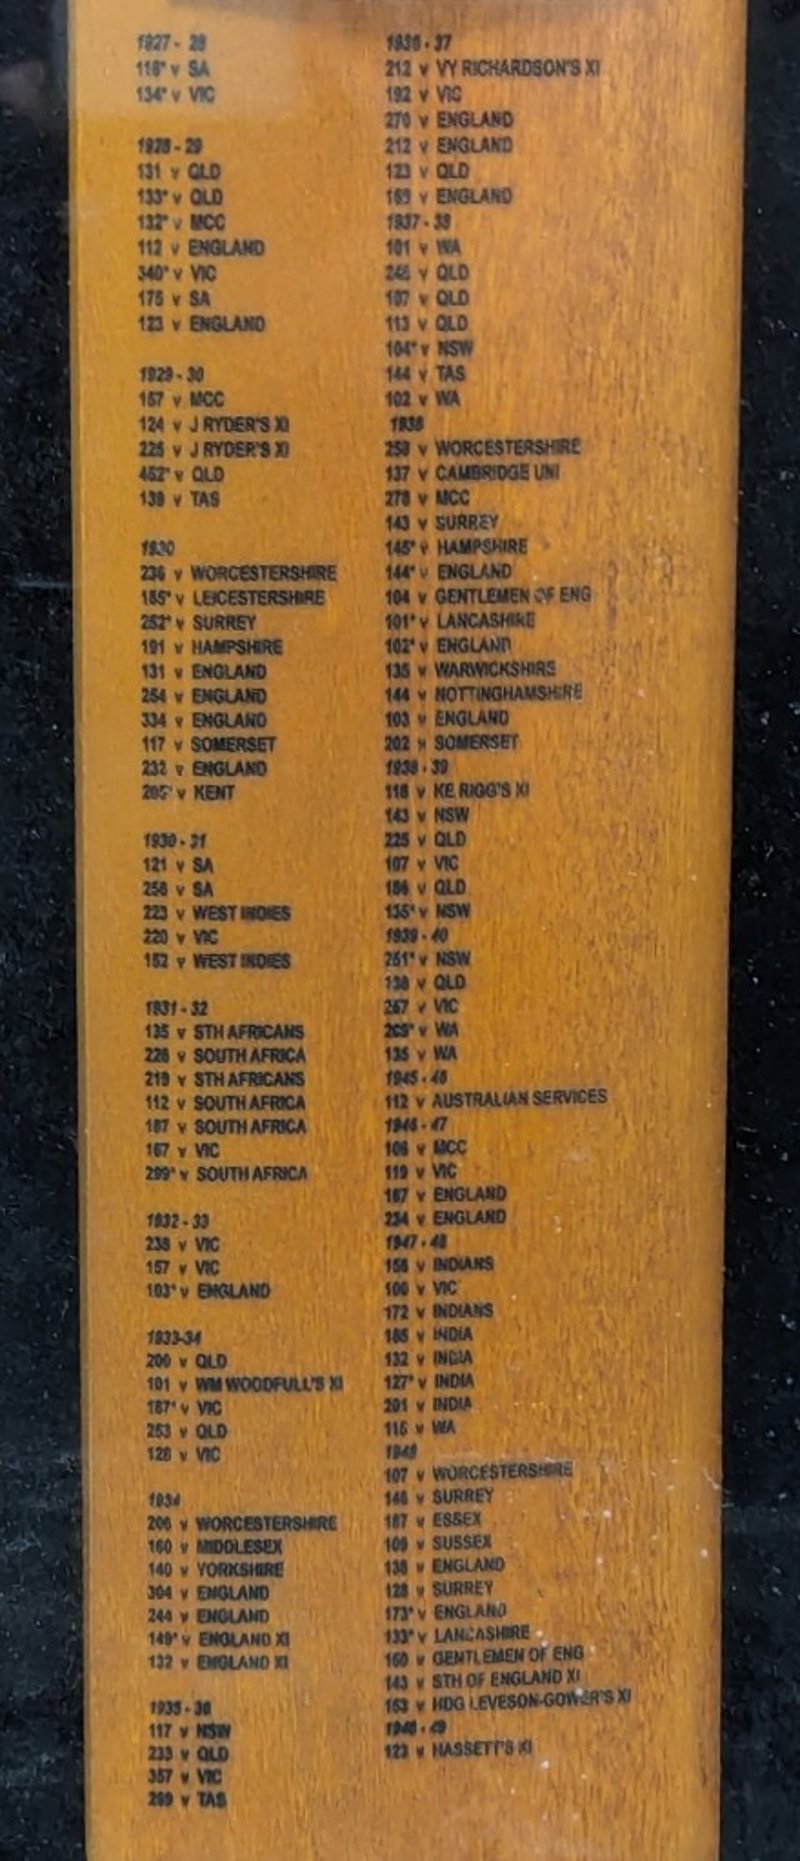 1927 - 28
118* v SA
134* v VIC
1928 - 29
131 v QLD
133* v QLD
132* v MCC
112 v ENGLAND
340* v VIC
175 v SA
123 v ENGLAND
1929 - 30
157 v MCC
124 v J RYDER'S XI
225 v J RYDER'S XI
452* v QLD
139 v TAS
1930
236 v WORCESTERSHIRE
185* v LEICESTERSHIRE
252* v SURREY
191 v HAMPSHIRE
131 v ENGLAND
254 v ENGLAND
334 v ENGLAND
117 v SOMERSET
232 v ENGLAND
205* v KENT
1930 - 31
121 v SA
258 v SA
223 v WEST INDIES
220 v VIC
152 v WEST INDIES
1931 - 32
135 v STH AFRICANS
226 v SOUTH AFRICA
219 v STH AFRICANS
112 v SOUTH AFRICA
167 v SOUTH AFRICA
167 v VIC
299* v SOUTH AFRICA
1932 - 33
238 v VIC
157 v VIC
103* v ENGLAND
1933-34
200 v QLD
101 v WM WOODFULL'S XI
187* v VIC
253 v QLD
128 v VIC
1934
206 v WORCESTERSHIRE
160 v MIDDLESEX
140 v YORKSHIRE
304 v ENGLAND
244 v ENGLAND
149* v ENGLAND XI
132 v ENGLAND XI
1935 - 36
117 v NSW
233 v QLD
357 v VIC
369 v TAS
1936 - 37
212 v VY RICHARDSON'S XI
192 v VIC
270 v ENGLAND
212 v ENGLAND
123 v QLD
169 v ENGLAND
1937 - 38
101 v WA
246 v QLD
107 v QLD
113 v QLD
104* v NSW
144 v TAS
102 v WA
1938
258 v WORCESTERSHIRE
137 v CAMBRIDGE UNI
278 v MCC
143 v SURREY
145* v HAMPSHIRE
144* v ENGLAND
104 v GENTLEMEN OF ENG
101* v LANCASHIRE
102* v ENGLAND
135 v WARWICKSHIRE
144 v NOTTINGHAMSHIRE
103 v ENGLAND
202 v SOMERSET
1938 - 39
118 v KE RIGG'S XI
143 v NSW
225 v QLD
107 v VIC
186 v QLD
135* v NSW
1939 - 40
251* v NSW
138 v QLD
267 v VIC
209* v WA
135 v WA
1945 - 46
112 v AUSTRALIAN SERVICES
1946 - 47
106 v MCC
119 v VIC
187 v ENGLAND
234 v ENGLAND
1947 - 48
156 v INDIANS
100 v VIC
172 v INDIANS
185 v INDIA
132 v INDIA
127* v INDIA
201 v INDIA
115 v WA
1948
107 v WORCESTERSHIRE
146 v SURREY
187 v ESSEX
109 v SUSSEX
138 v ENGLAND
128 v SURREY
173* v ENGLAND
133* v LANCASHIRE
150 v GENTLEMEN OF ENG
143 v STH OF ENGLAND XI
153 v HDG LEVESON-GOWER'S XI
1948 - 49
123 v HASSETT'S XI